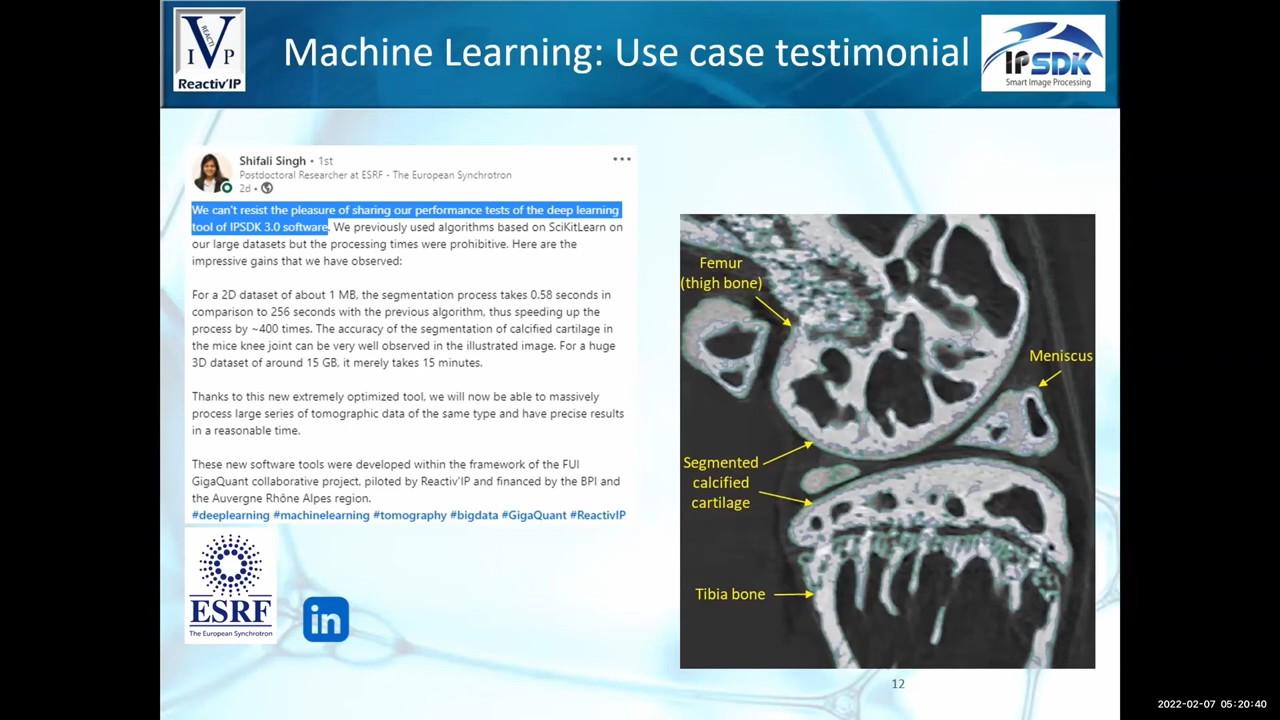 REACTIV
IVP
Reactiv'IP
Machine Learning: Use case testimonial
IPSDK
Smart Image Processing
Shifali Singh • 1st
Postdoctoral Researcher at ESRF - The European Synchrotron
2d •
We can't resist the pleasure of sharing our performance tests of the deep learning
tool of IPSDK 3.0 software. We previously used algorithms based on SciKitLearn on
our large datasets but the processing times were prohibitive. Here are the
impressive gains that we have observed:
For a 2D dataset of about 1 MB, the segmentation process takes 0.58 seconds in
comparison to 256 seconds with the previous algorithm, thus speeding up the
process by ~400 times. The accuracy of the segmentation of calcified cartilage in
the mice knee joint can be very well observed in the illustrated image. For a huge
3D dataset of around 15 GB, it merely takes 15 minutes.
Thanks to this new extremely optimized tool, we will now be able to massively
process large series of tomographic data of the same type and have precise results
in a reasonable time.
These new software tools were developed within the framework of the FUI
GigaQuant collaborative project, piloted by Reactiv'IP and financed by the BPI and
the Auvergne Rhône Alpes region.
#deeplearning #machinelearning #tomography #bigdata #GigaQuant #ReactivIP
ESRF
The European Synchrotron
in
Femur
(thigh bone)
Meniscus
Segmented
calcified
cartilage
Tibia bone
12
2022-02-07 05:20:40